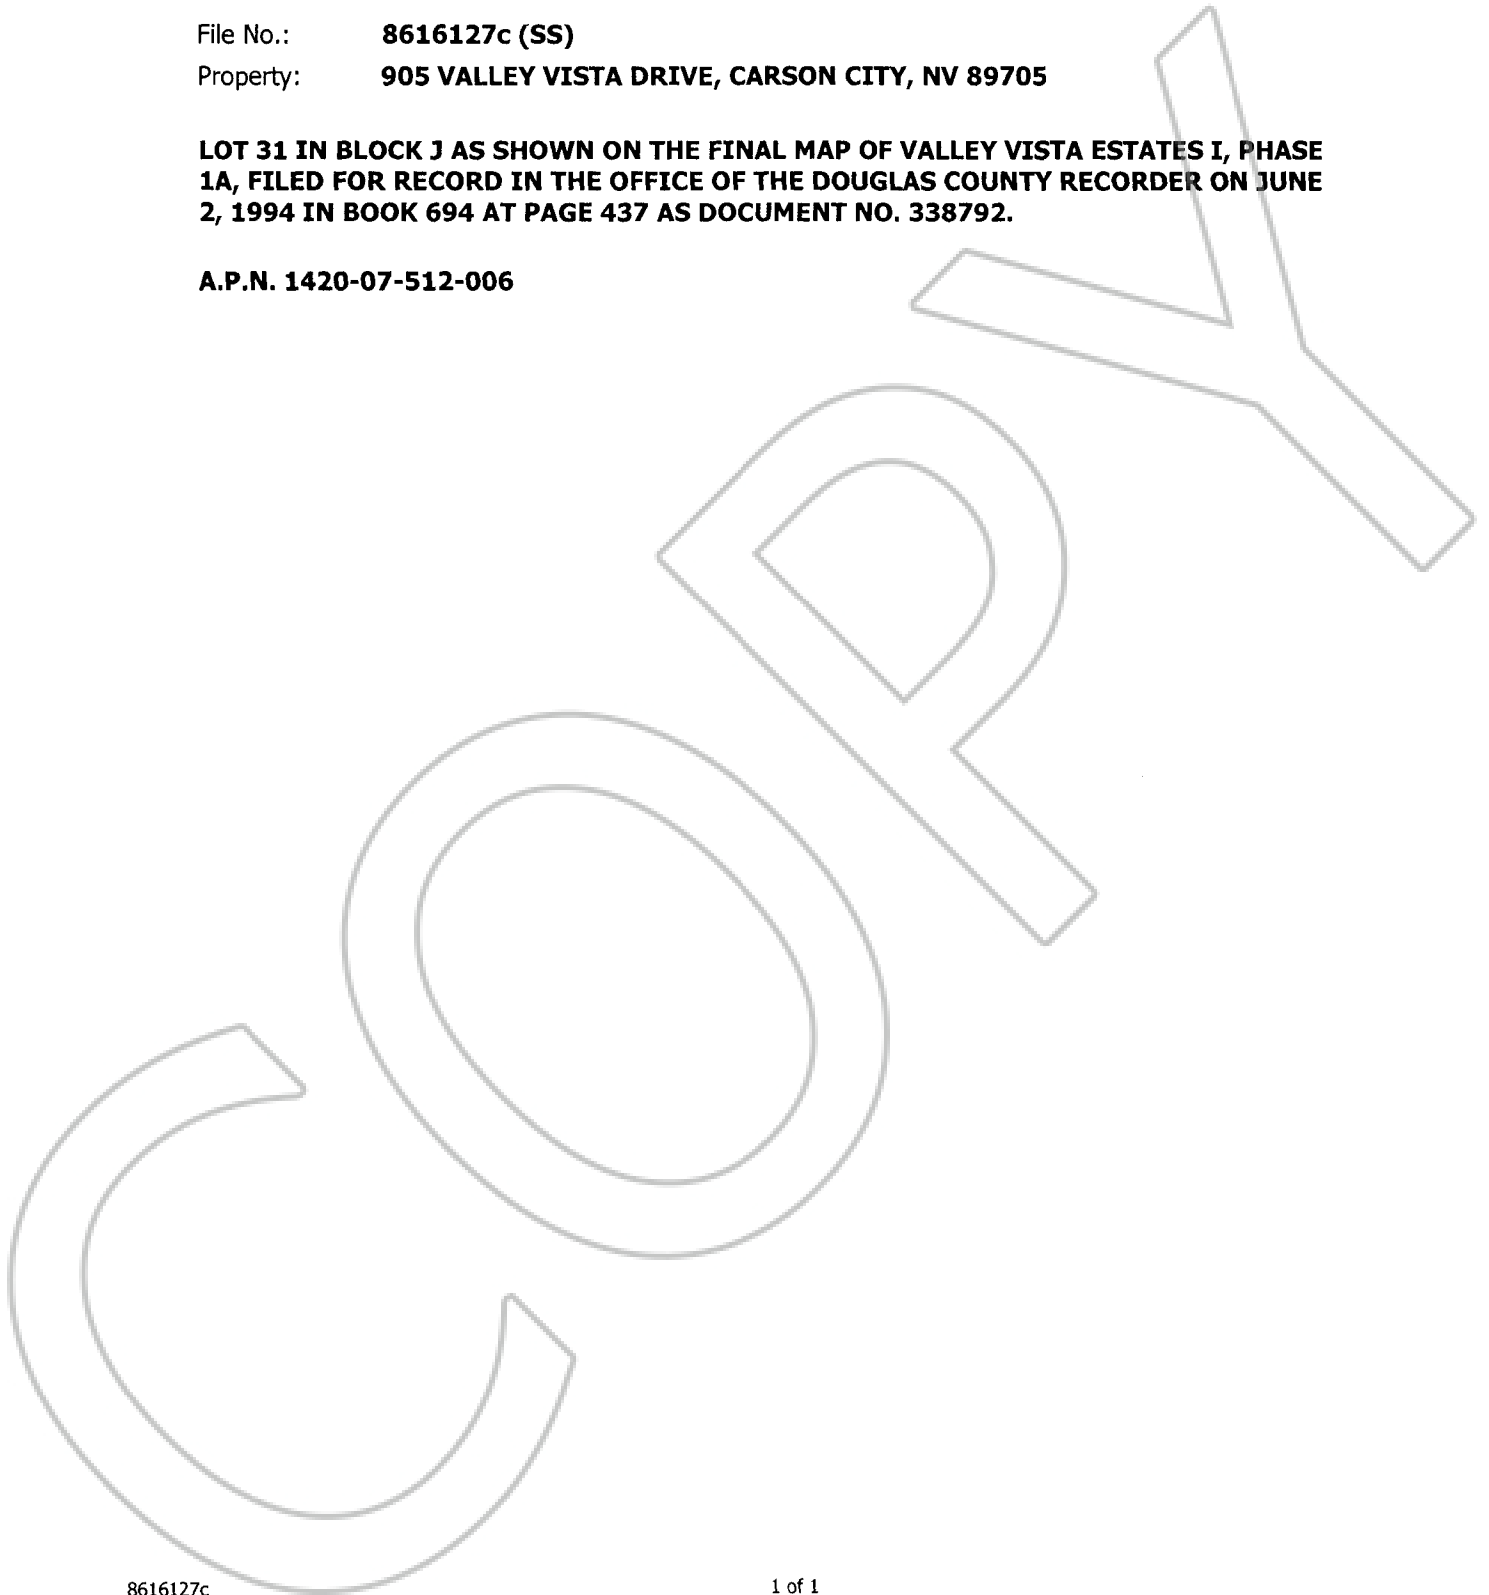 File No.: 8616127c (SS)
Property: 905 VALLEY VISTA DRIVE, CARSON CITY, NV 89705
LOT 31 IN BLOCK J AS SHOWN ON THE FINAL MAP OF VALLEY VISTA ESTATES I, PHASE
1A, FILED FOR RECORD IN THE OFFICE OF THE DOUGLAS COUNTY RECORDER ON JUNE
2, 1994 IN BOOK 694 AT PAGE 437 AS DOCUMENT NO. 338792.
A.P.N. 1420-07-512-006
COPY
8616127c 1 of 1